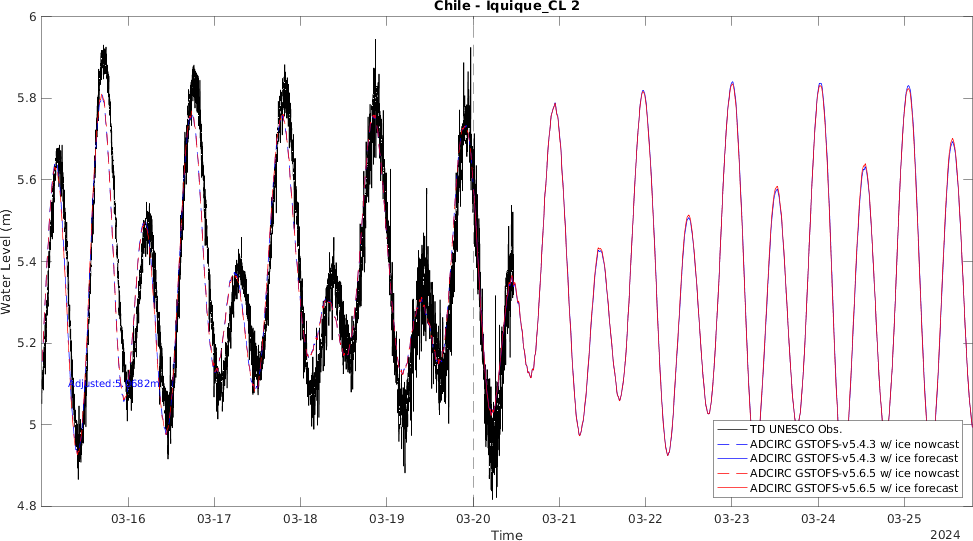 Chile - Iquique_CL 2
6
5.8
5.6
5.4
5.2
5
4.8
Water Level (m)
03-16
03-17
03-18
03-19
03-20
03-21
03-22
03-23
03-24
03-25
Time
2024
TD UNESCO Obs.
ADCIRC GSTOFS-v5.4.3 w/ ice nowcast
ADCIRC GSTOFS-v5.4.3 w/ ice forecast
ADCIRC GSTOFS-v5.6.5 w/ ice nowcast
ADCIRC GSTOFS-v5.6.5 w/ ice forecast